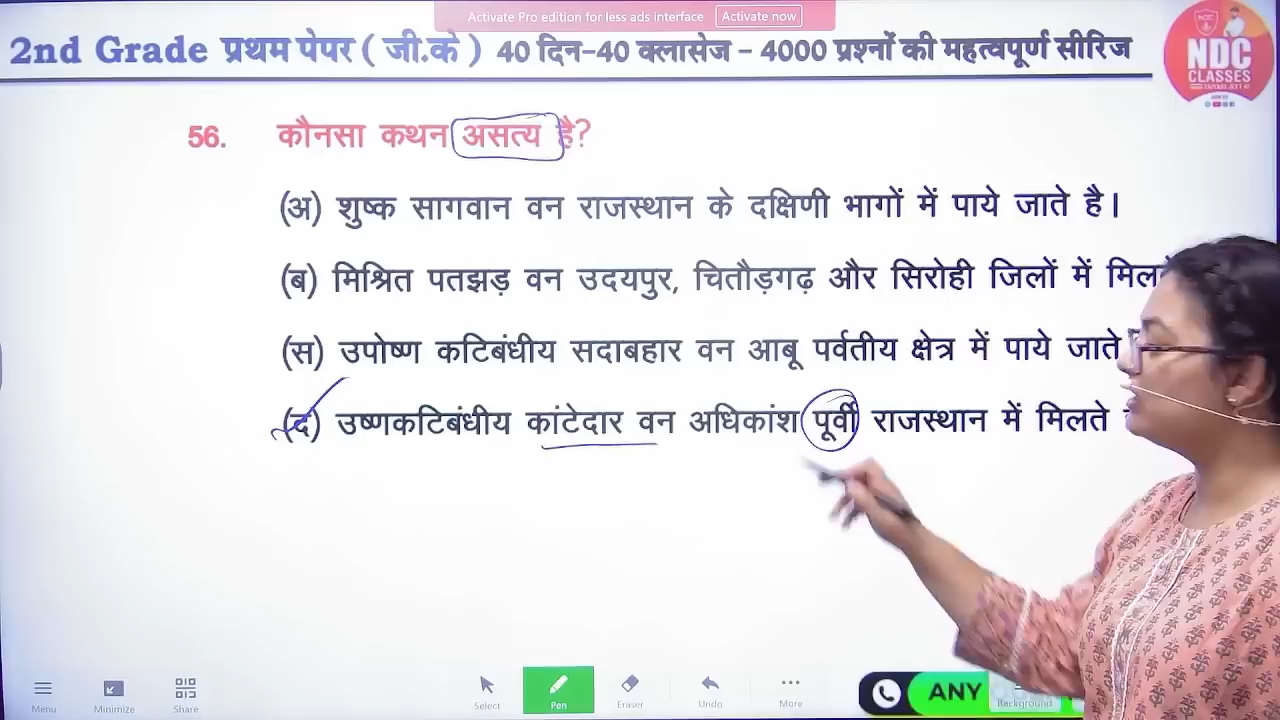 Activate Pro edition for less ads interface Activate now
2nd Grade प्रथम पेपर ( जी.के ) 40 दिन-40 क्लासेज – 4000 प्रश्नों की महत्वपूर्ण सीरिज
NDC
CLASSES
56. कौनसा कथन असत्य है?
(अ) शुष्क सागवान वन राजस्थान के दक्षिणी भागों में पाये जाते है।
(ब) मिश्रित पतझड़ वन उदयपुर, चितौड़गढ़ और सिरोही जिलों में
(स) उपोष्ण कटिबंधीय सदाबहार वन आबू पर्वतीय क्षेत्र में पाये जाते
(द) उष्णकटिबंधीय कांटेदार वन अधिकांश पूर्वी राजस्थान में मिलते
Menu Minimize Share Select Pen Eraser Undo More Background
ANY